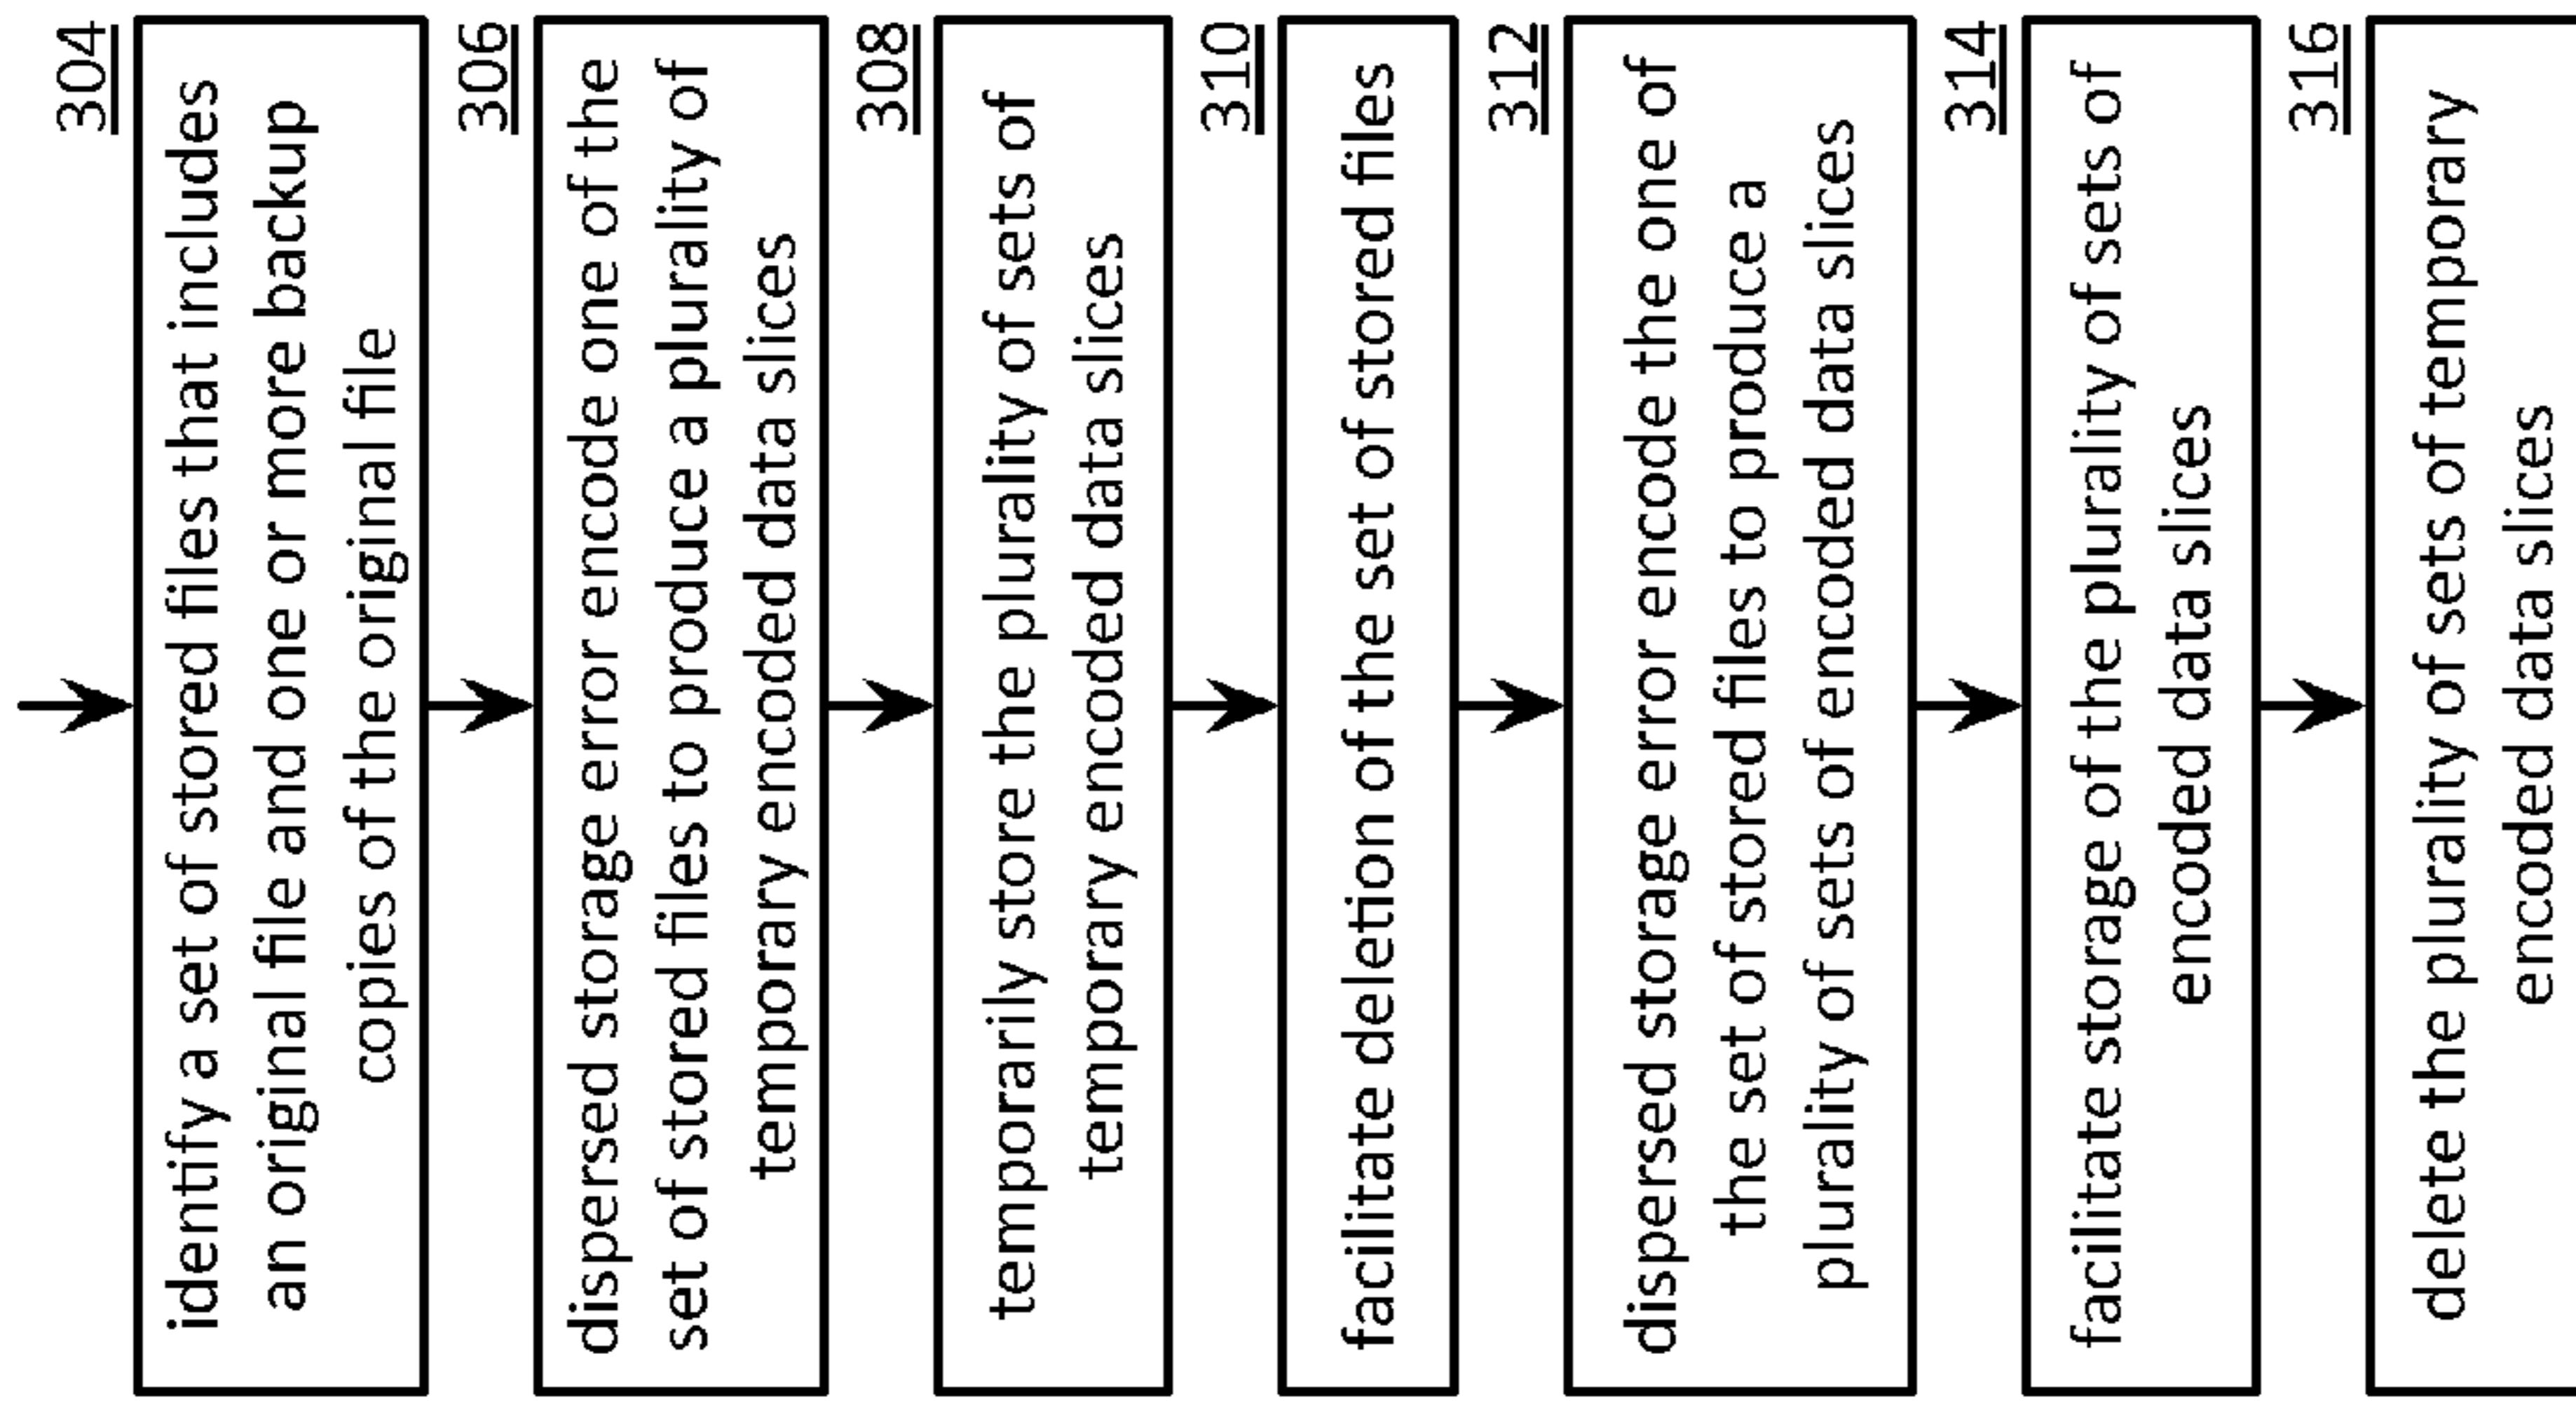 304
identify a set of stored files that includes
an original file and one or more backup
copies of the original file
306
dispersed storage error encode one of the
set of stored files to produce a plurality of
temporary encoded data slices
308
temporarily store the plurality of sets of
temporary encoded data slices
310
facilitate deletion of the set of stored files
312
dispersed storage error encode the one of
the set of stored files to produce a
plurality of sets of encoded data slices
314
facilitate storage of the plurality of sets of
encoded data slices
316
delete the plurality of sets of temporary
encoded data slices